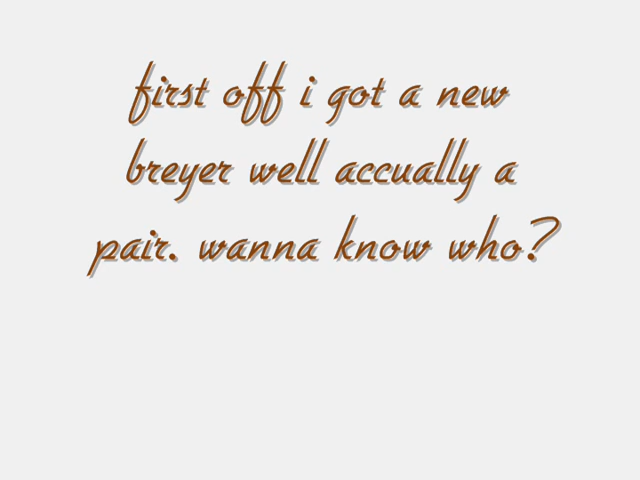 first off i got a new
breyer well accually a
pair. wanna know who?